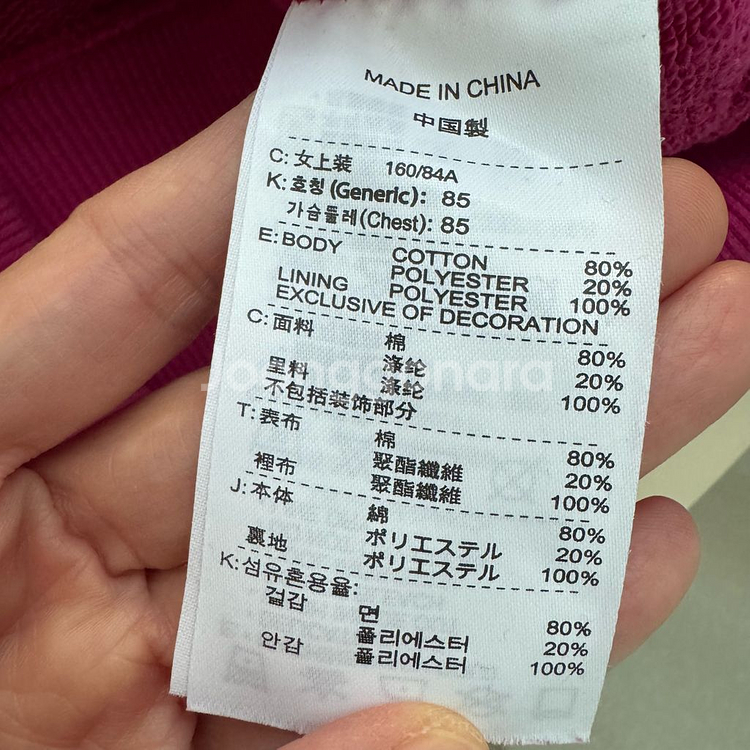 MADE IN CHINA
中国製
C: 女上装 160/84A
K: 호칭 (Generic): 85
가슴둘레(Chest): 85
E: BODY COTTON 80%
POLYESTER 20%
LINING POLYESTER 100%
EXCLUSIVE OF DECORATION
C: 面料 棉 80%
涤纶 20%
里料 涤纶 100%
不包括装饰部分
T: 表布 棉 80%
聚酯纖維 20%
裡布 聚酯纖維 100%
J: 本体 綿 80%
ポリエステル 20%
裏地 ポリエステル 100%
K: 섬유혼용율:
겉감 면 80%
폴리에스터 20%
안감 폴리에스터 100%